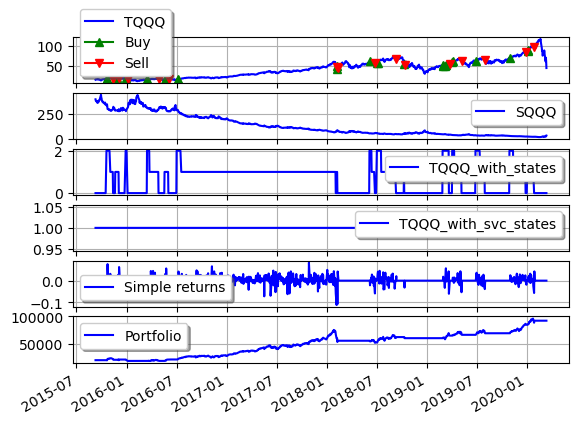 TQQQ
Buy
Sell
100
50
SQQQ
250
0
TQQQ_with_states
2
0
TQQQ_with_svc_states
1.05
1.00
0.95
Simple returns
0.0
−0.1
Portfolio
100000
50000
2015-07 2016-01 2016-07 2017-01 2017-07 2018-01 2018-07 2019-01 2019-07 2020-01